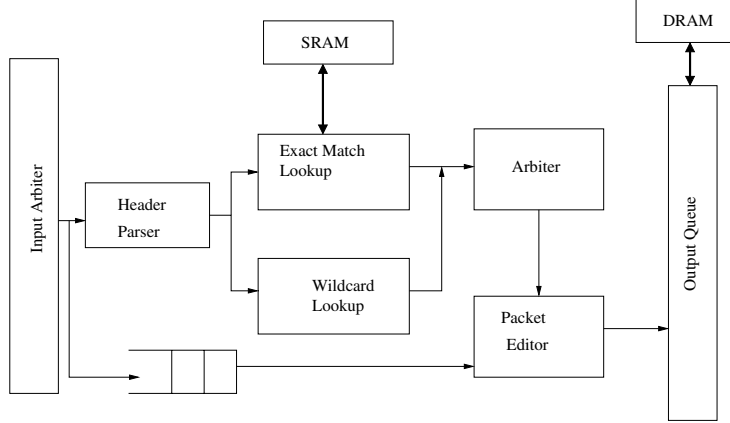 DRAM
SRAM
Exact Match
Lookup
Arbiter
Input Arbiter
Header
Parser
Wildcard
Lookup
Packet
Editor
Output Queue